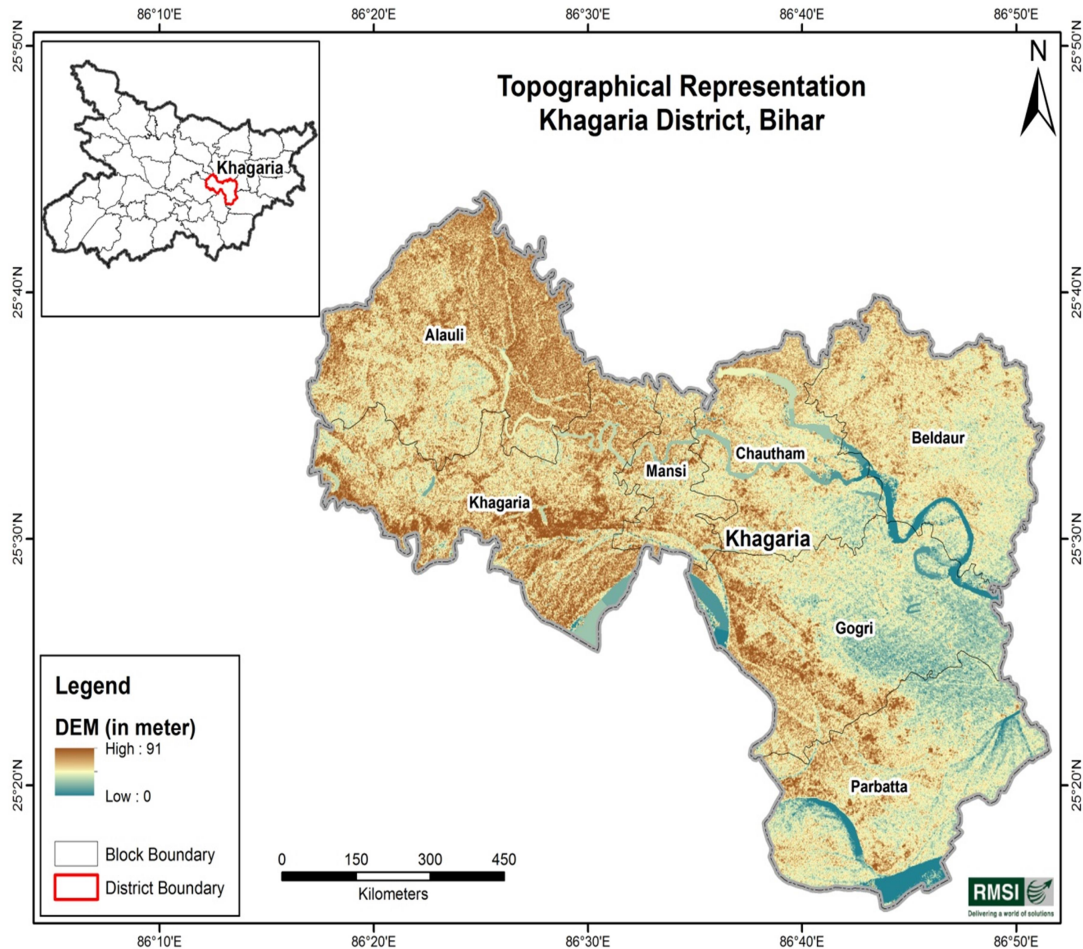 86°10'E 86°20'E 86°30'E 86°40'E 86°50'E
25°50'N 25°50'N
N
Topographical Representation
Khagaria District, Bihar
Khagaria
25°40'N 25°40'N
Alauli
Beldaur
Chautham
Mansi
Khagaria
Khagaria
25°30'N 25°30'N
Gogri
Legend
DEM (in meter)
High : 91
Low : 0
25°20'N 25°20'N
Parbatta
Block Boundary
District Boundary
0 150 300 450
Kilometers
RMSI
Delivering a world of solutions
86°10'E 86°20'E 86°30'E 86°40'E 86°50'E